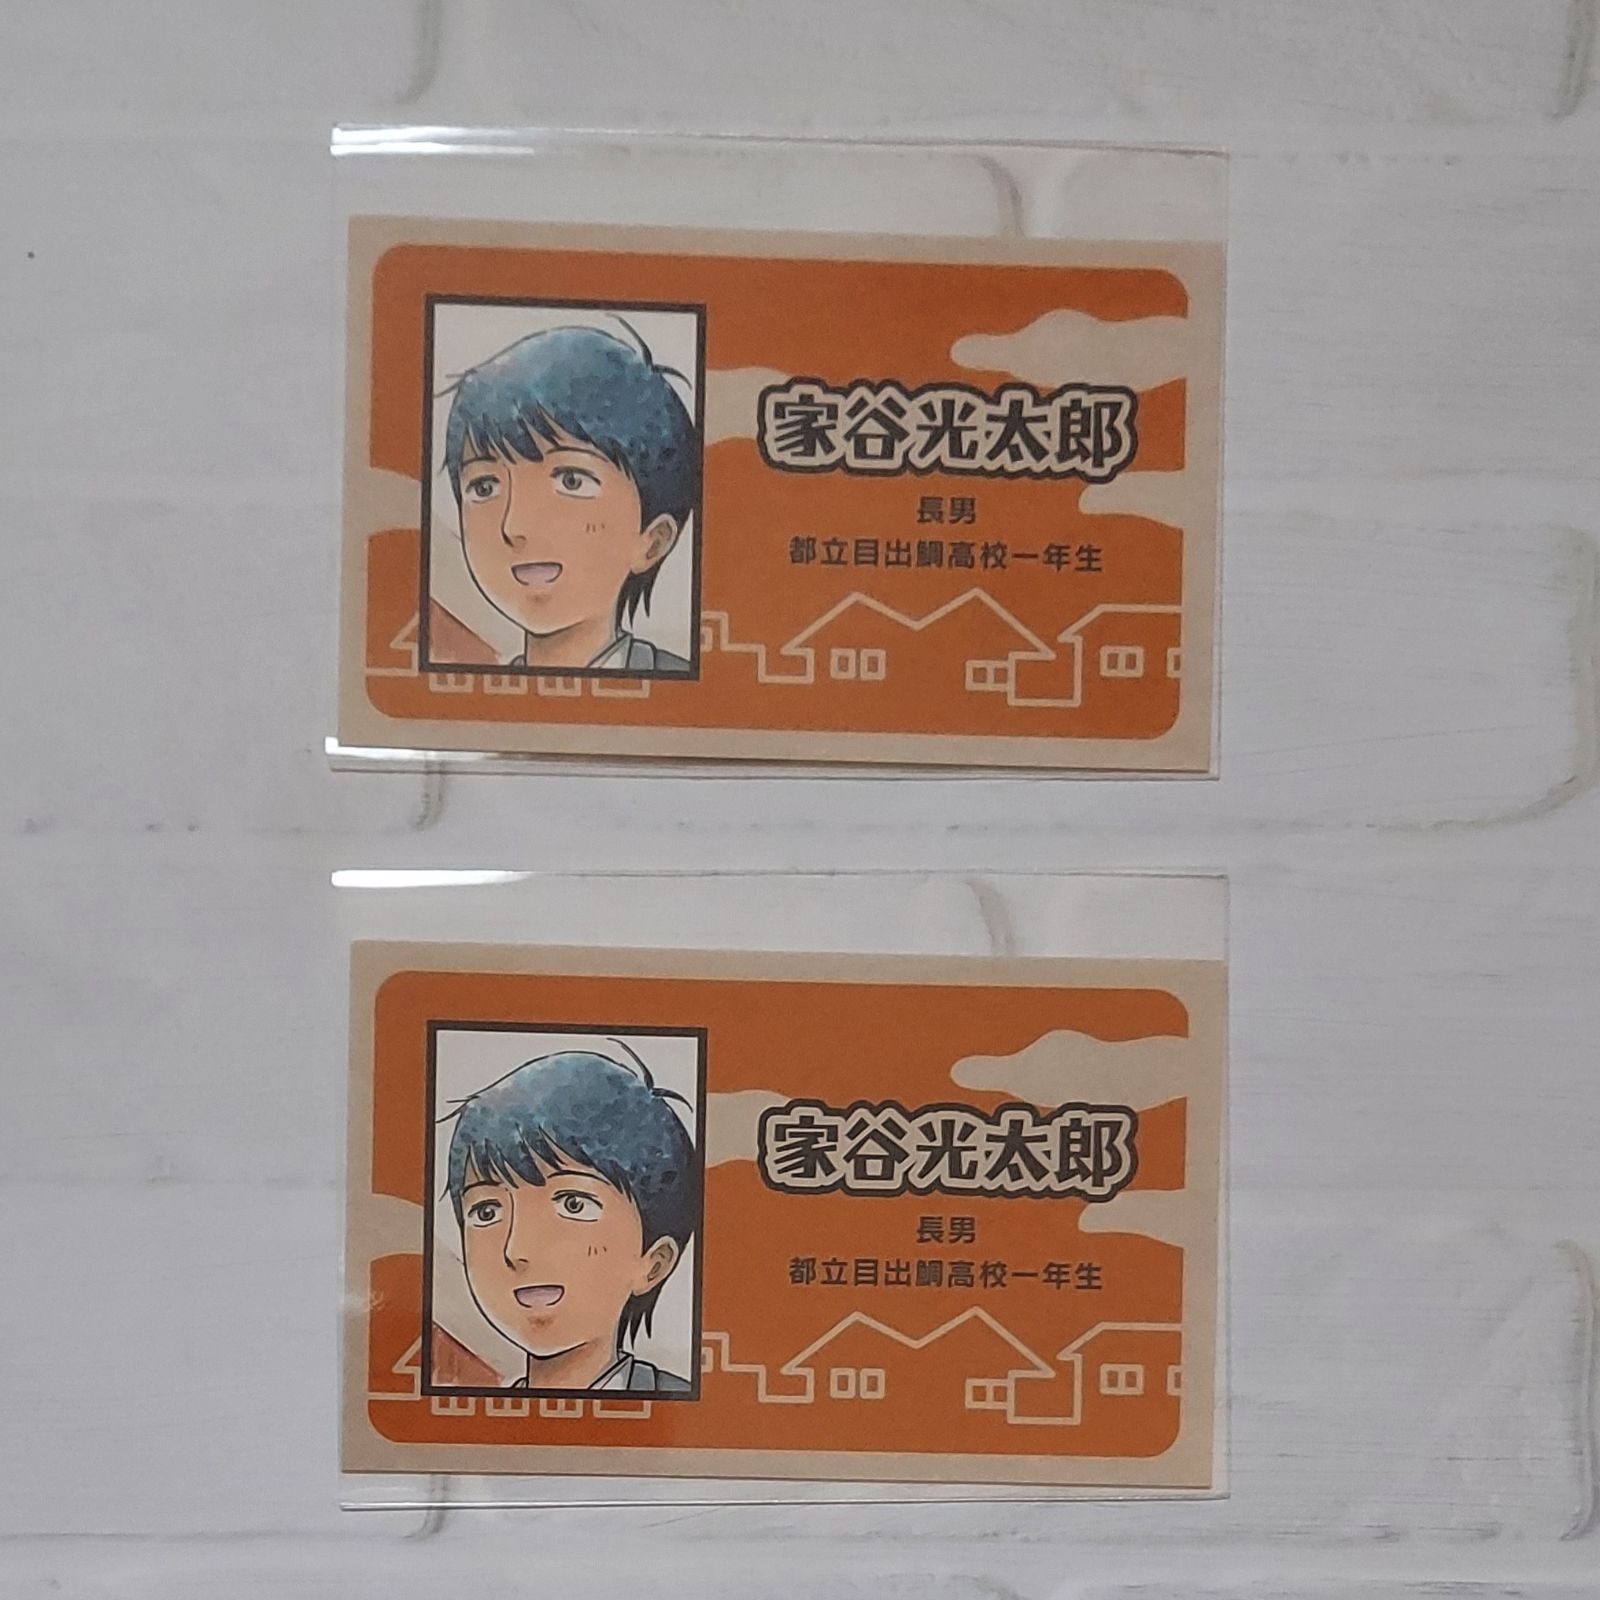 家谷光太郎
長男
都立目出鯛高校一年生
家谷光太郎
長男
都立目出鯛高校一年生